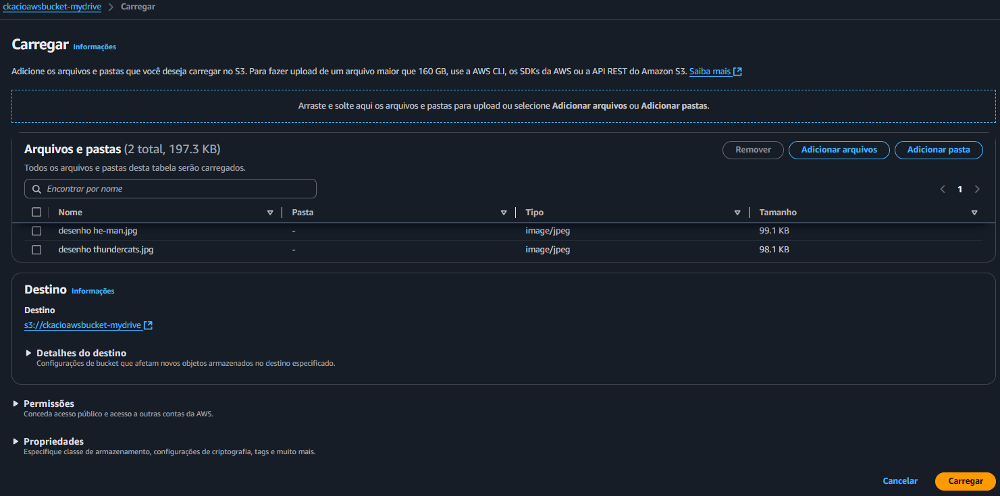 ckacioawsbucket-mydrive > Carregar
Carregar Informações
Adicione os arquivos e pastas que você deseja carregar no S3. Para fazer upload de um arquivo maior que 160 GB, use a AWS CLI, os SDKs da AWS ou a API REST do Amazon S3. Saiba mais
Arraste e solte aqui os arquivos e pastas para upload ou selecione Adicionar arquivos ou Adicionar pastas.
Arquivos e pastas (2 total, 197.3 KB) Remover Adicionar arquivos Adicionar pasta
Todos os arquivos e pastas desta tabela serão carregados.
Encontrar por nome 1
Nome Pasta Tipo Tamanho
desenho he-man.jpg - image/jpeg 99.1 KB
desenho thundercats.jpg - image/jpeg 98.1 KB
Destino Informações
Destino
s3://ckacioawsbucket-mydrive
Detalhes do destino
Configurações de bucket que afetam novos objetos armazenados no destino especificado.
Permissões
Conceda acesso público e acesso a outras contas da AWS.
Propriedades
Especifique classe de armazenamento, configurações de criptografia, tags e muito mais.
Cancelar Carregar